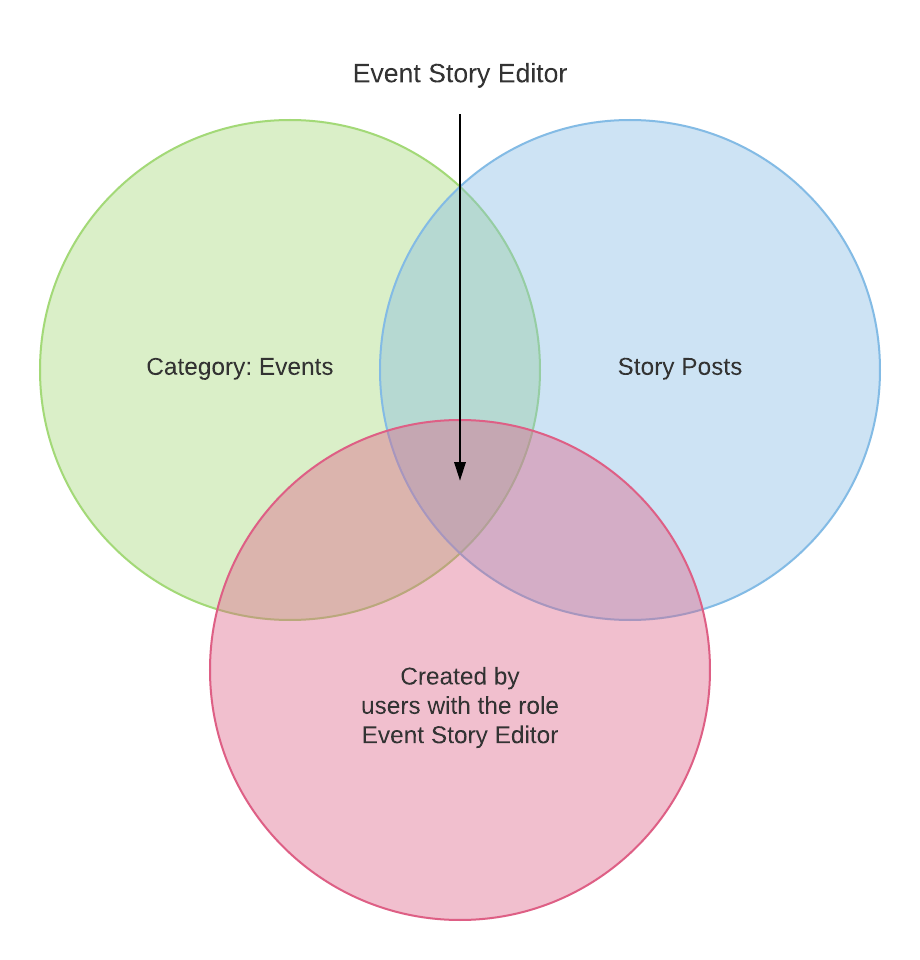 Event Story Editor
Category: Events
Story Posts
Created by
users with the role
Event Story Editor